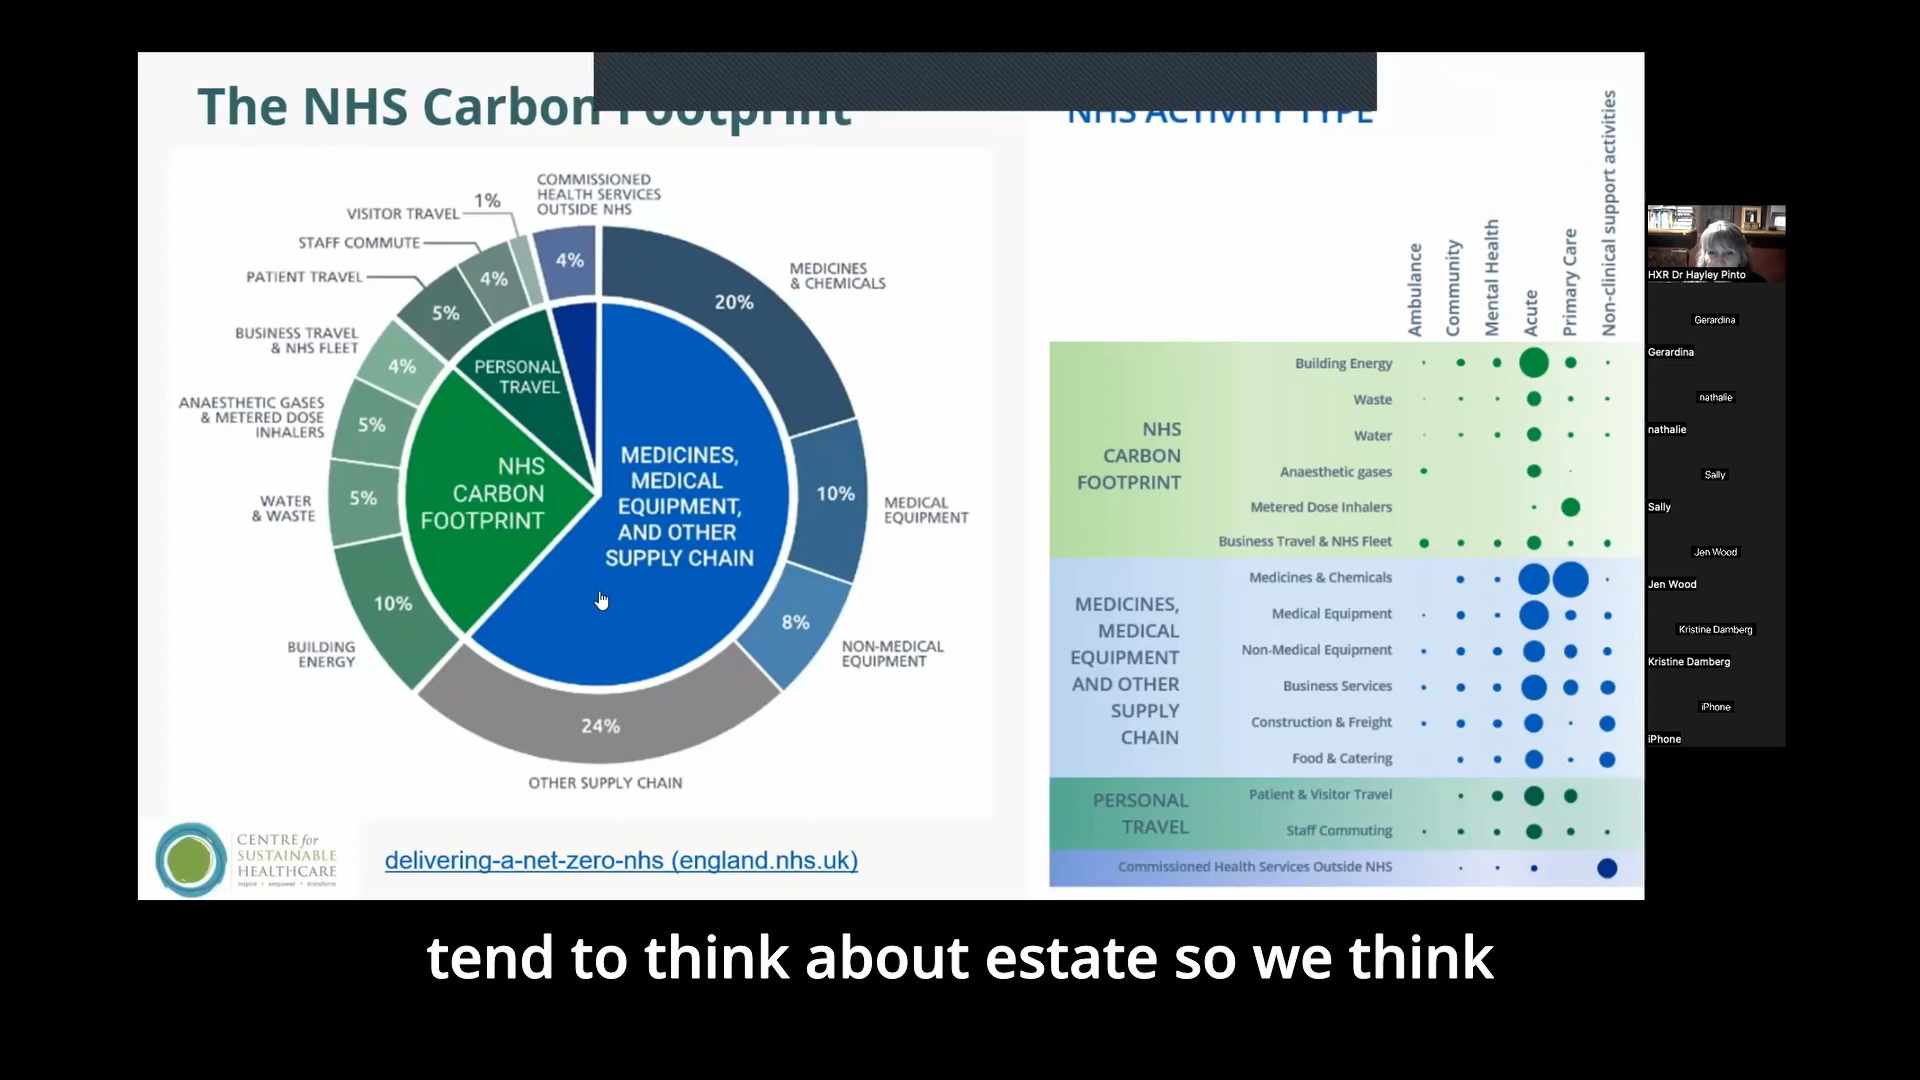 The NHS Carbon Footprint
NHS ACTIVITY TYPE
COMMISSIONED
HEALTH SERVICES
OUTSIDE NHS
4%
1%
VISITOR TRAVEL
STAFF COMMUTE
4%
PATIENT TRAVEL
5%
BUSINESS TRAVEL
& NHS FLEET
4%
ANAESTHETIC GASES
& METERED DOSE
INHALERS
5%
WATER
& WASTE
5%
BUILDING
ENERGY
10%
MEDICINES
& CHEMICALS
20%
MEDICAL
EQUIPMENT
10%
NON-MEDICAL
EQUIPMENT
8%
24%
OTHER SUPPLY CHAIN
PERSONAL
TRAVEL
NHS
CARBON
FOOTPRINT
MEDICINES,
MEDICAL
EQUIPMENT,
AND OTHER
SUPPLY CHAIN
CENTRE for
SUSTAINABLE
HEALTHCARE
inspire • empower • transform
delivering-a-net-zero-nhs (england.nhs.uk)
Ambulance
Community
Mental Health
Acute
Primary Care
Non-clinical support activities
NHS
CARBON
FOOTPRINT
Building Energy
Waste
Water
Anaesthetic gases
Metered Dose Inhalers
Business Travel & NHS Fleet
MEDICINES,
MEDICAL
EQUIPMENT
AND OTHER
SUPPLY
CHAIN
Medicines & Chemicals
Medical Equipment
Non-Medical Equipment
Business Services
Construction & Freight
Food & Catering
PERSONAL
TRAVEL
Patient & Visitor Travel
Staff Commuting
Commissioned Health Services Outside NHS
HXR Dr Hayley Pinto
Gerardina
Gerardina
nathalie
nathalie
Sally
Sally
Jen Wood
Jen Wood
Kristine Damberg
Kristine Damberg
iPhone
iPhone
tend to think about estate so we think